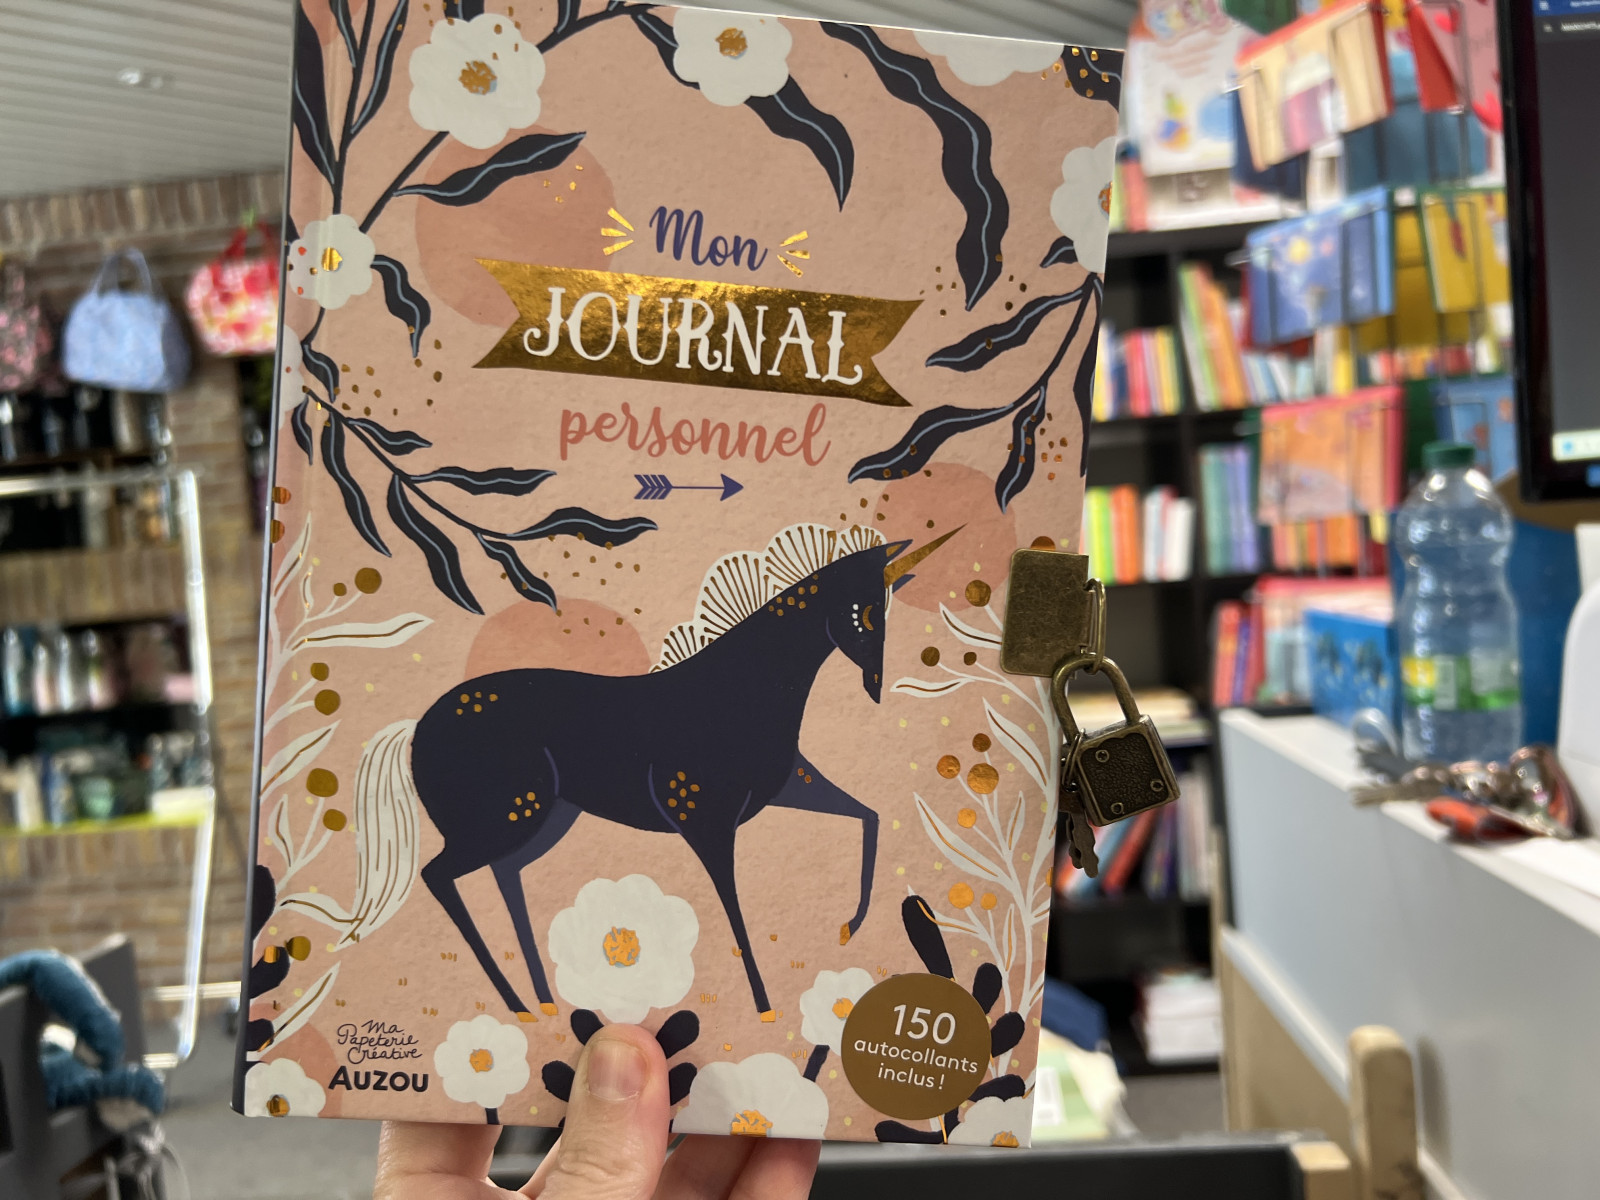 Mon
JOURNAL
personnel
Ma
Papeterie
Créative
AUZOU
150
autocollants
inclus !